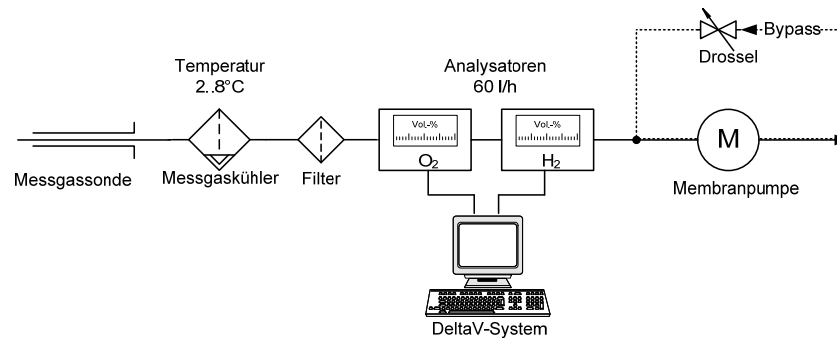 Bypass
Drossel
Temperatur
2..8°C
Analysatoren
60 l/h
Vol.-%
O2
Vol.-%
H2
M
Messgassonde
Messgaskühler
Filter
Membranpumpe
DeltaV-System